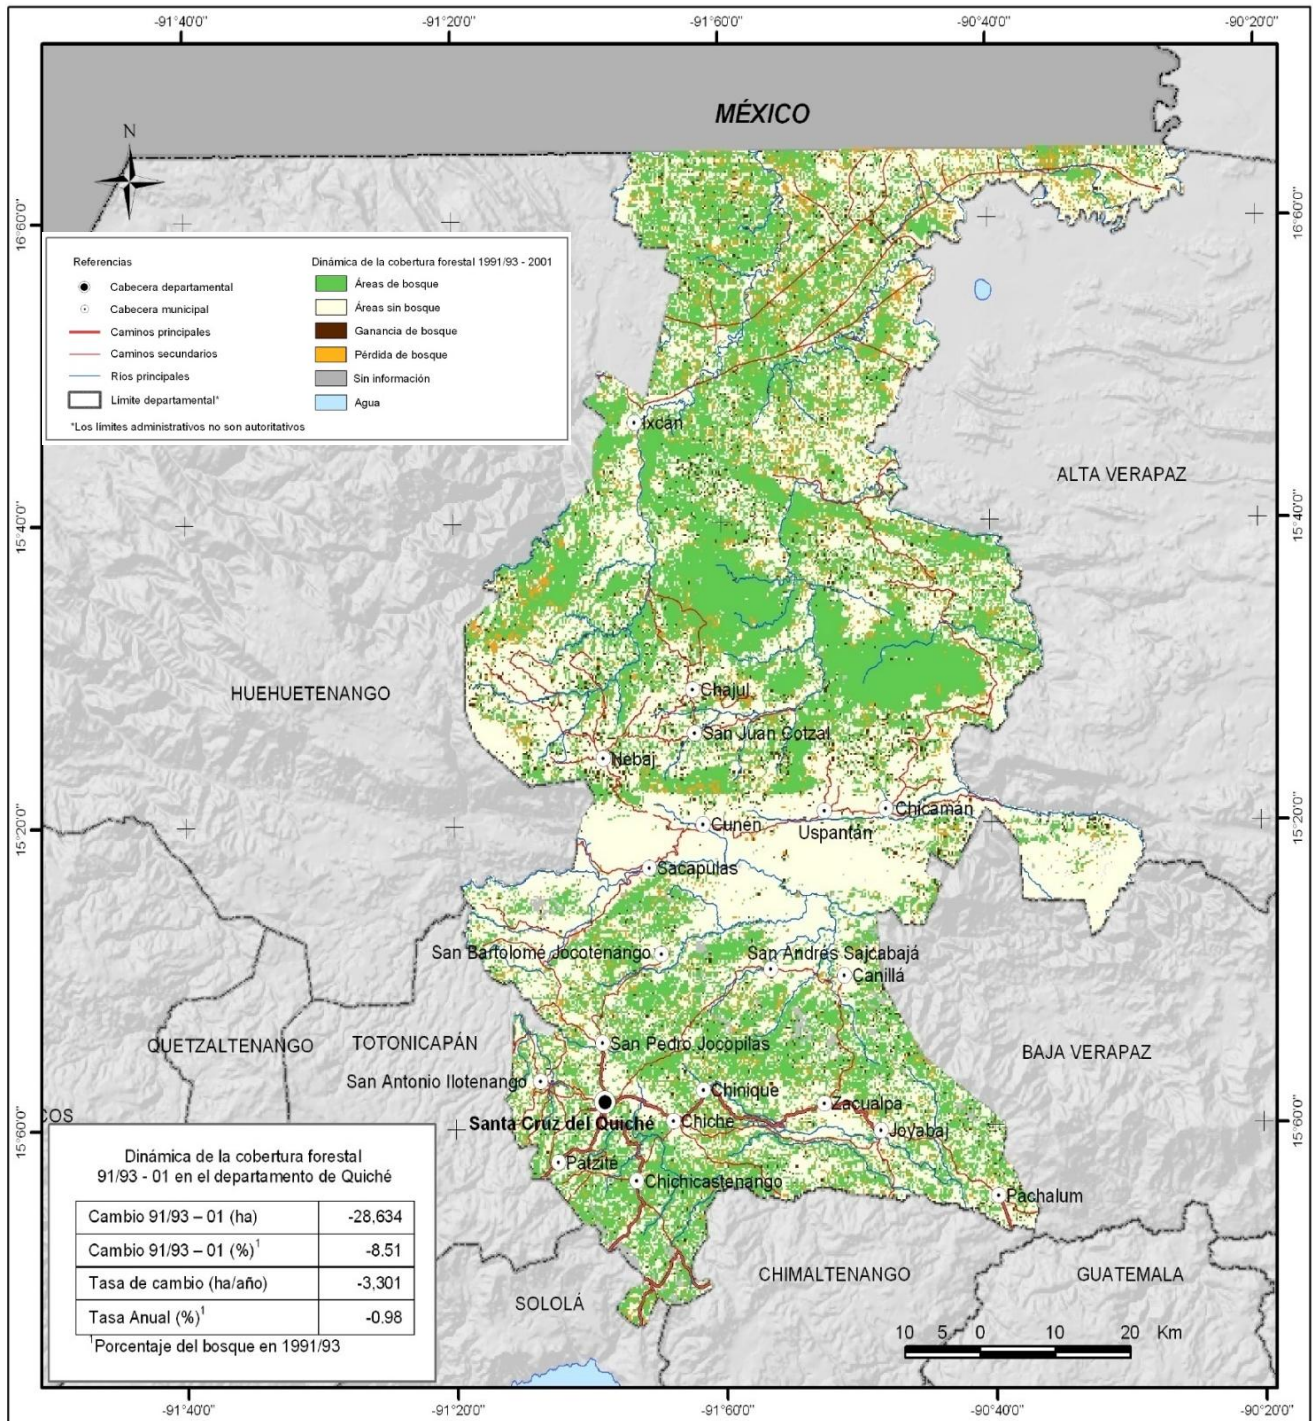 -91°40'0"
-91°20'0"
-91°60'0"
-90°40'0"
-90°20'0"
MÉXICO
N
16°60'0"
16°60'0"
Referencias
Cabecera departamental
Cabecera municipal
Caminos principales
Caminos secundarios
Ríos principales
Límite departamental*
*Los límites administrativos no son autoritativos
Dinámica de la cobertura forestal 1991/93 - 2001
Áreas de bosque
Áreas sin bosque
Ganancia de bosque
Pérdida de bosque
Sin información
Agua
Ixcan
ALTA VERAPAZ
15°40'0"
15°40'0"
HUEHUETENANGO
Chajul
San Juan Cotzal
Nebaj
Chicamán
Cunen
Uspantán
15°20'0"
15°20'0"
Sacapulas
San Bartolomé Jocotenango
San Andrés Sajcabajá
Canillá
QUETZALTENANGO
TOTONICAPÁN
San Pedro Jocopilas
BAJA VERAPAZ
San Antonio Ilotenango
Chinique
Zacualpa
COS
Santa Cruz del Quiché
Chiche
Joyabaj
15°60'0"
15°60'0"
Patzité
Chichicastenango
Pachalum
Dinámica de la cobertura forestal
91/93 - 01 en el departamento de Quiché
Cambio 91/93 – 01 (ha) -28,634
Cambio 91/93 – 01 (%)1 -8.51
Tasa de cambio (ha/año) -3,301
Tasa Anual (%)1 -0.98
1Porcentaje del bosque en 1991/93
SOLOLÁ
CHIMALTENANGO
GUATEMALA
10 5 0 10 20 Km
-91°40'0"
-91°20'0"
-91°60'0"
-90°40'0"
-90°20'0"